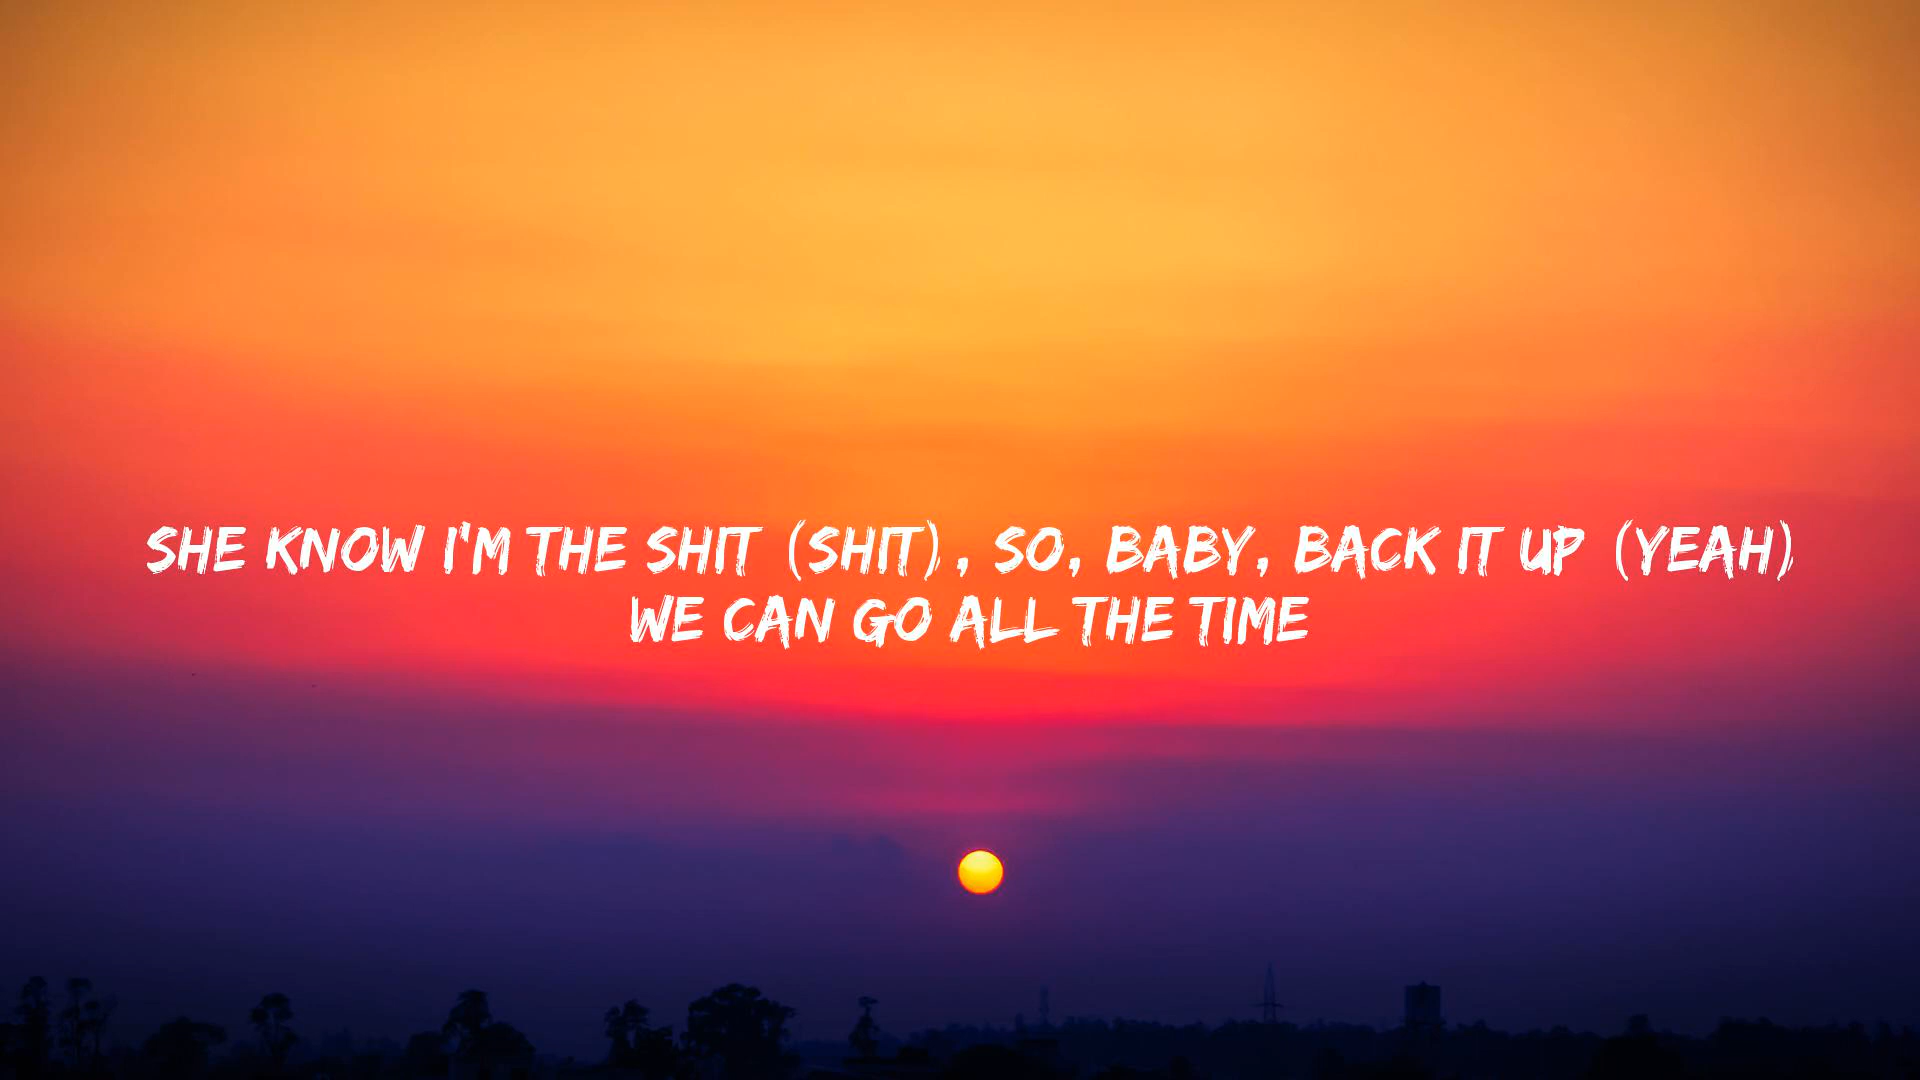 SHE KNOW I'M THE SHIT (SHIT), SO, BABY, BACK IT UP (YEAH)
WE CAN GO ALL THE TIME